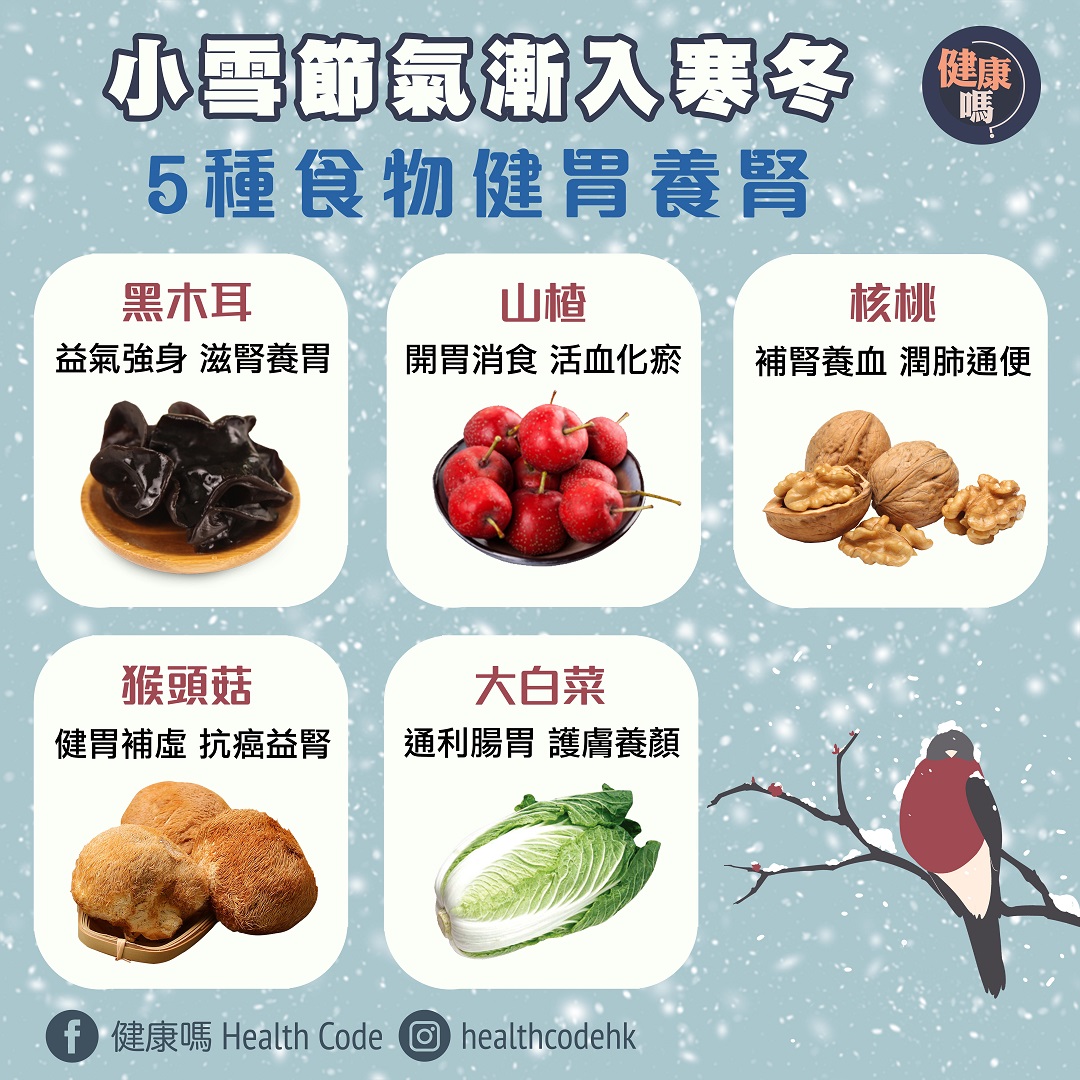 小雪節氣漸入寒冬
健康
嗎?
5種食物健胃養腎
黑木耳
益氣強身 滋腎養胃
山楂
開胃消食 活血化瘀
核桃
補腎養血 潤肺通便
猴頭菇
健胃補虛 抗癌益腎
大白菜
通利腸胃 護膚養顏
健康嗎 Health Code
healthcodehk